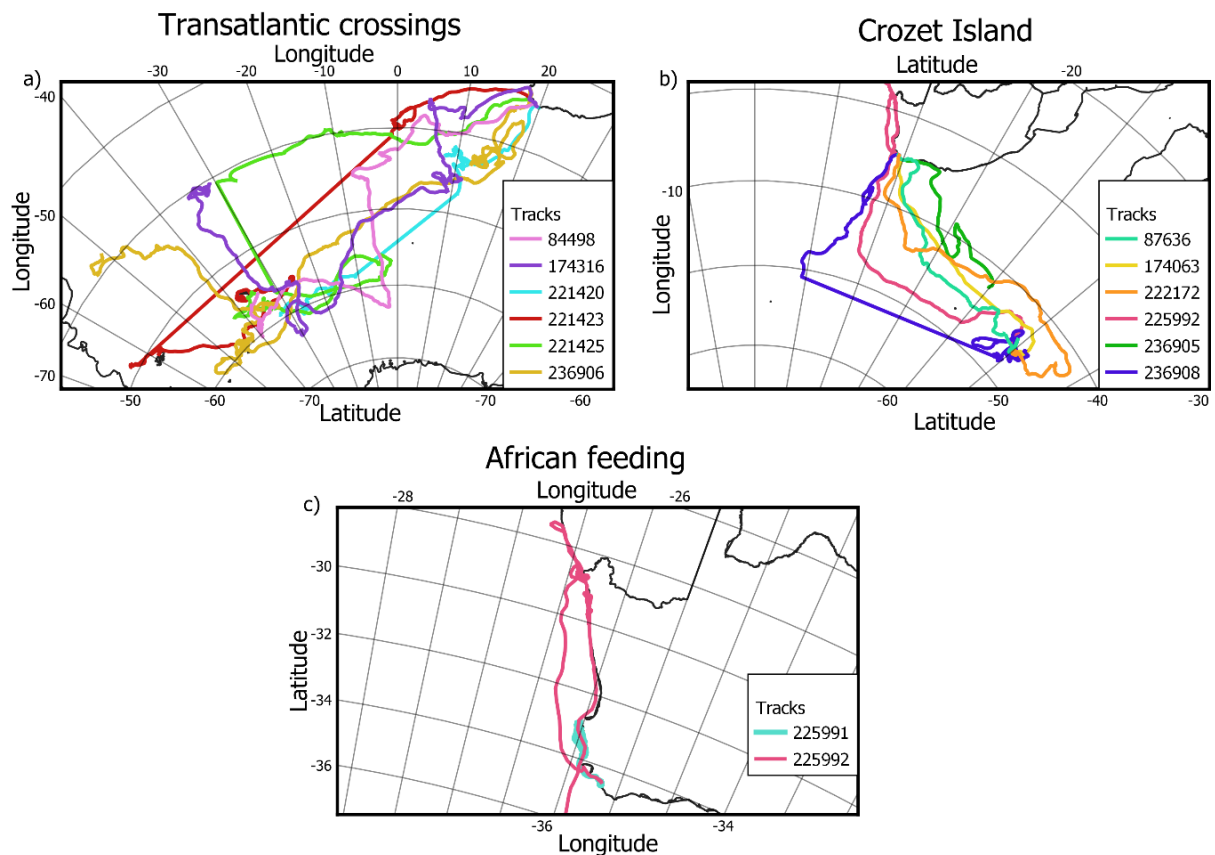 Transatlantic crossings
Longitude
a)
-30 -20 -10 0 10 20
-40
-50
-60
-70
Longitude
Tracks
84498
174316
221420
221423
221425
236906
-50 -60 -70 -60
Latitude
Crozet Island
Latitude
b)
-20
-10
Longitude
Tracks
87636
174063
222172
225992
236905
236908
-60 -50 -40 -30
Latitude
African feeding
Longitude
c)
-28 -26
-30
-32
-34
-36
Latitude
Tracks
225991
225992
-36 -34
Longitude